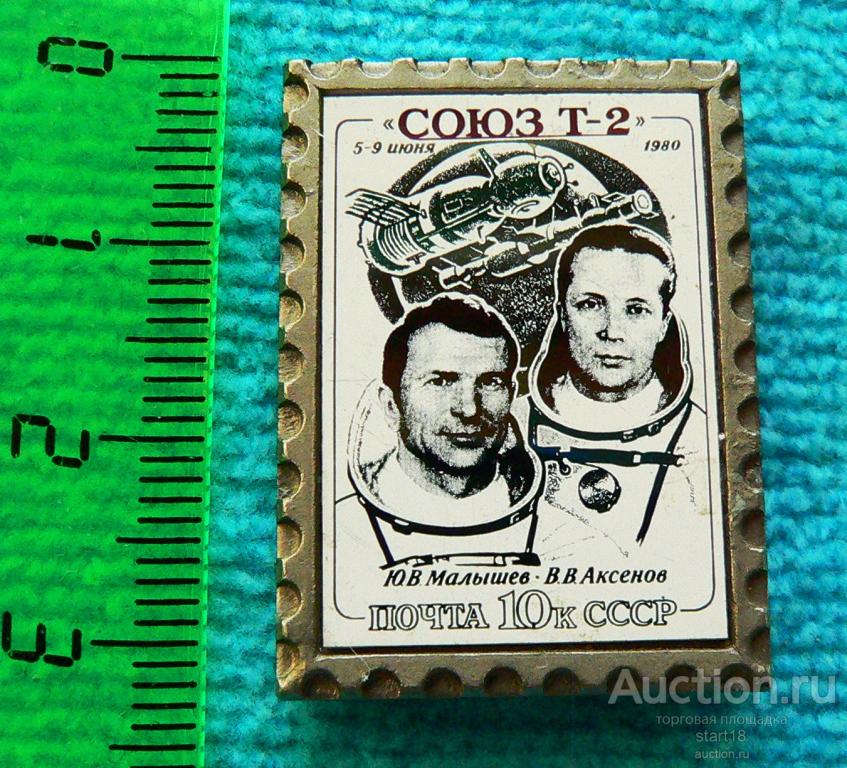 0
1
2
3
«СОЮЗ Т-2»
5-9 июня 1980
Ю.В.Малышев · В.В.Аксенов
ПОЧТА 10к СССР
Auction.ru
торговая площадка
start18
auction.ru